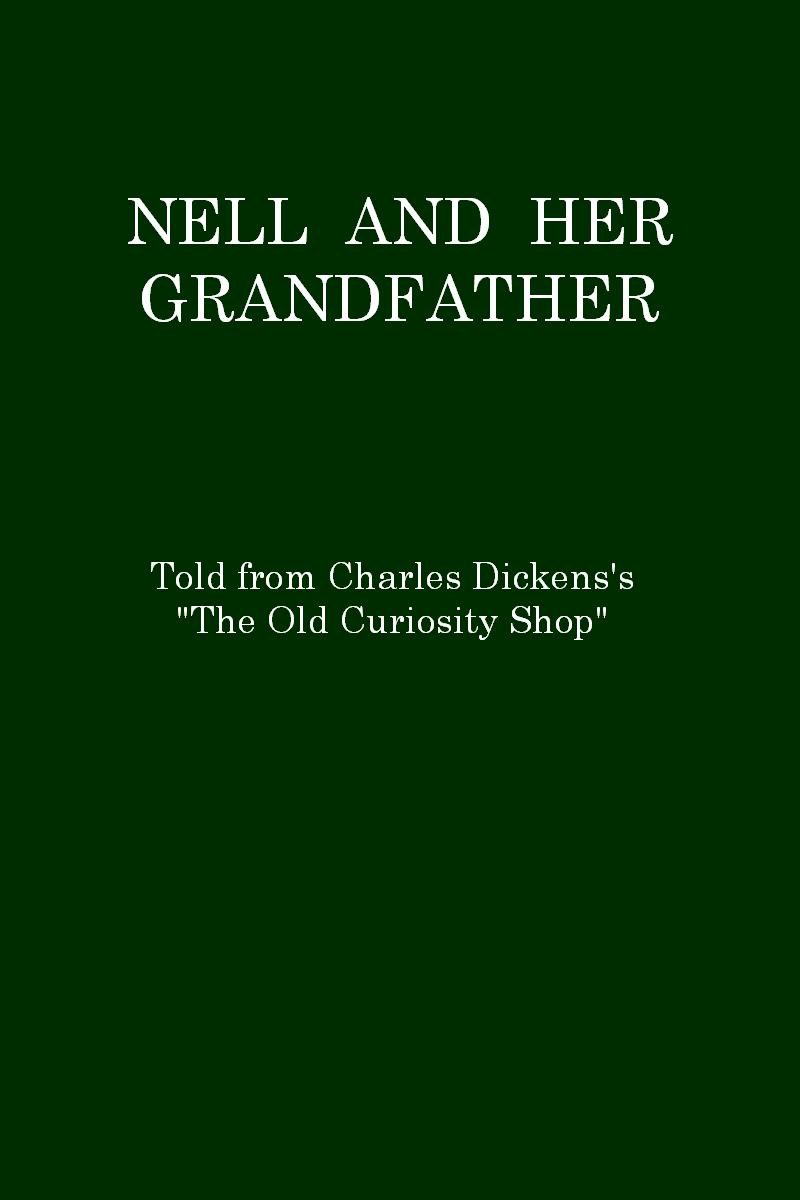 NELL AND HER
GRANDFATHER
Told from Charles Dickens's
"The Old Curiosity Shop"